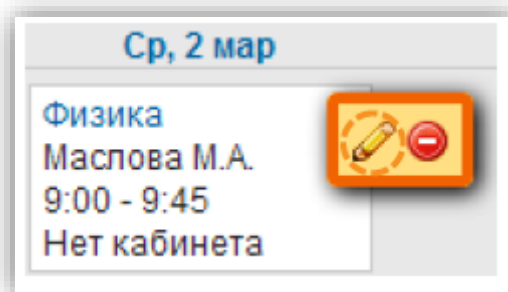 Ср, 2 мар
Физика
Маслова М.А.
9:00 - 9:45
Нет кабинета